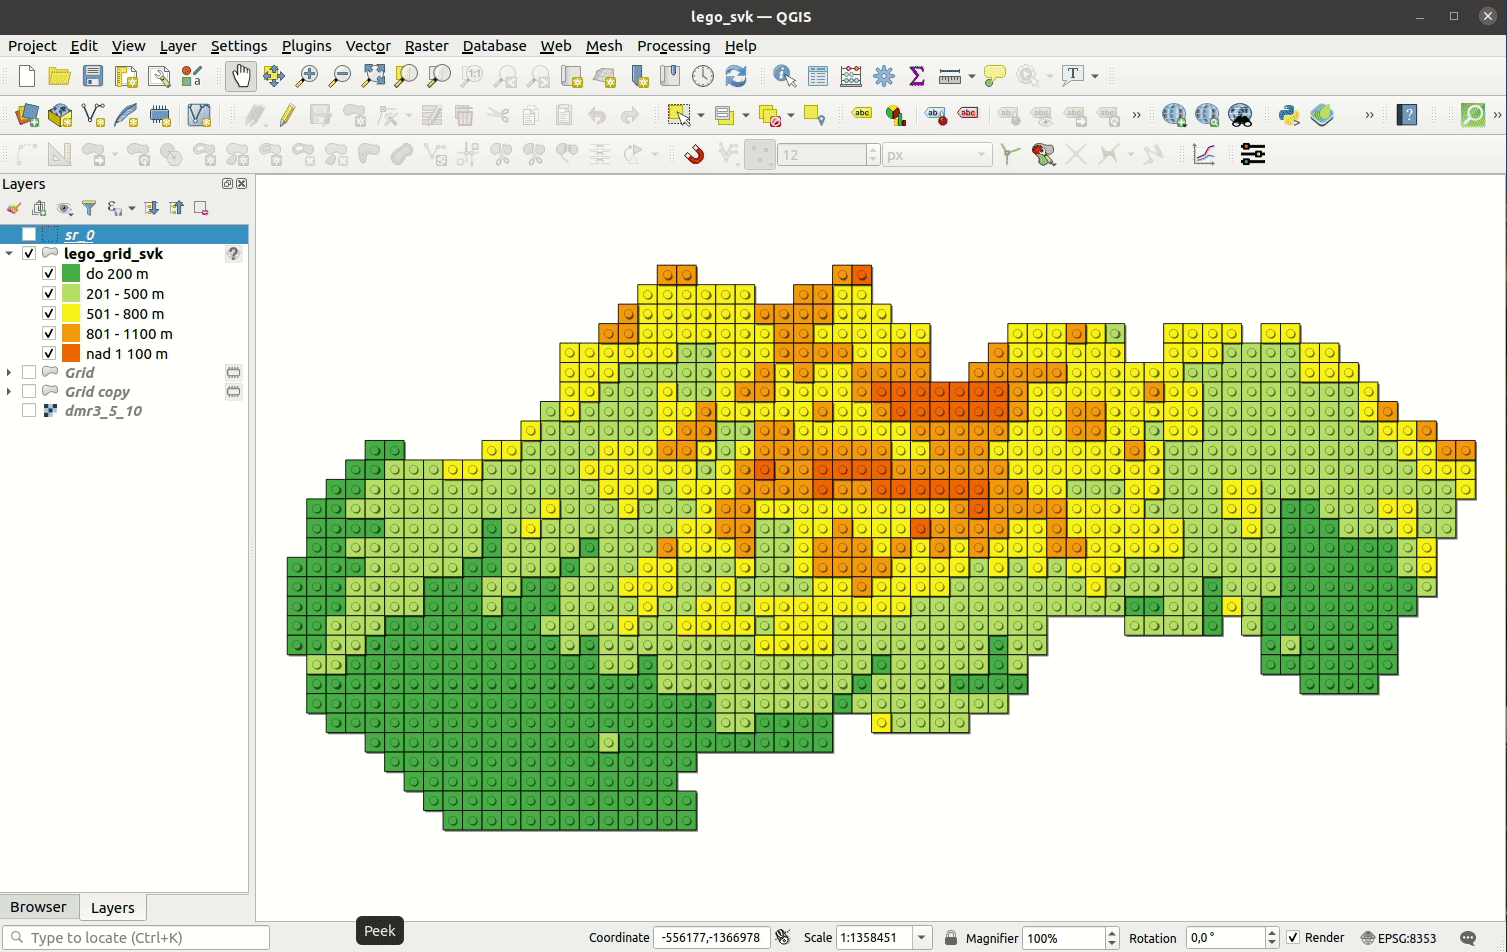 lego_svk — QGIS
Project Edit View Layer Settings Plugins Vector Raster Database Web Mesh Processing Help
12 px
Layers
sr_0
lego_grid_svk
do 200 m
201 - 500 m
501 - 800 m
801 - 1100 m
nad 1 100 m
Grid
Grid copy
dmr3_5_10
Browser Layers
Type to locate (Ctrl+K)
Peek
Coordinate -556177,-1366978 Scale 1:1358451 Magnifier 100% Rotation 0,0 ° Render EPSG:8353